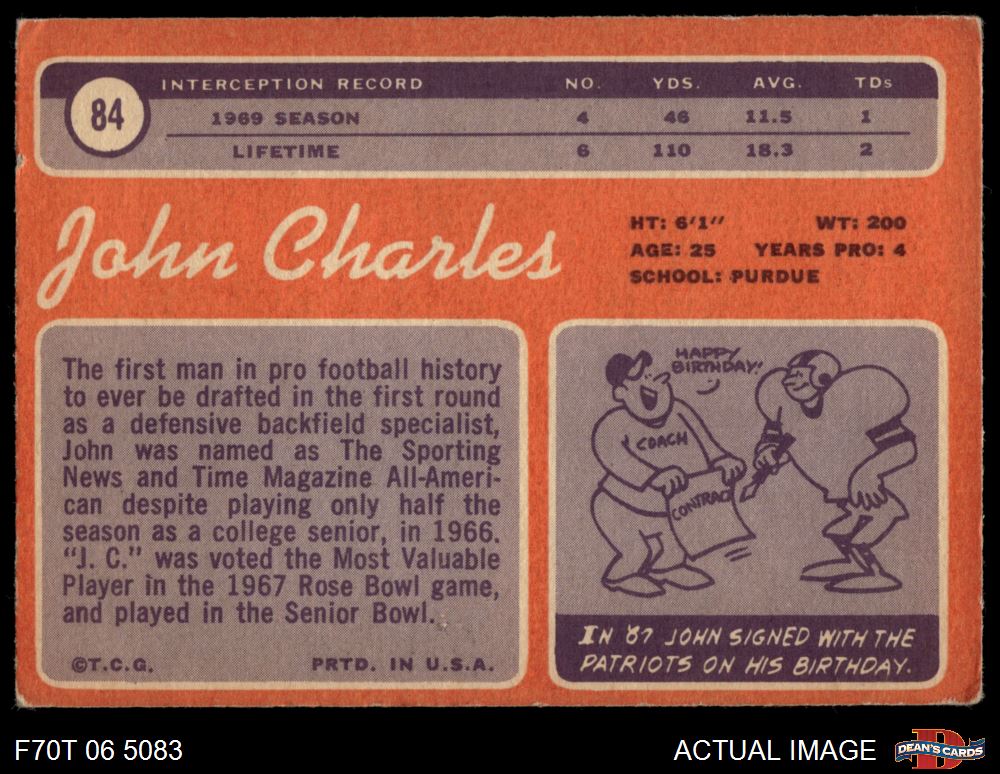 84
INTERCEPTION RECORD NO. YDS. AVG. TDs
1969 SEASON 4 46 11.5 1
LIFETIME 6 110 18.3 2
John Charles
HT: 6'1" WT: 200
AGE: 25 YEARS PRO: 4
SCHOOL: PURDUE
The first man in pro football history
to ever be drafted in the first round
as a defensive backfield specialist,
John was named as The Sporting
News and Time Magazine All-Ameri-
can despite playing only half the
season as a college senior, in 1966.
"J. C." was voted the Most Valuable
Player in the 1967 Rose Bowl game,
and played in the Senior Bowl.
©T.C.G. PRTD. IN U.S.A.
HAPPY
BIRTHDAY!
COACH
CONTRACT
IN '67 JOHN SIGNED WITH THE
PATRIOTS ON HIS BIRTHDAY.
F70T 06 5083
ACTUAL IMAGE
D
DEAN'S CARDS